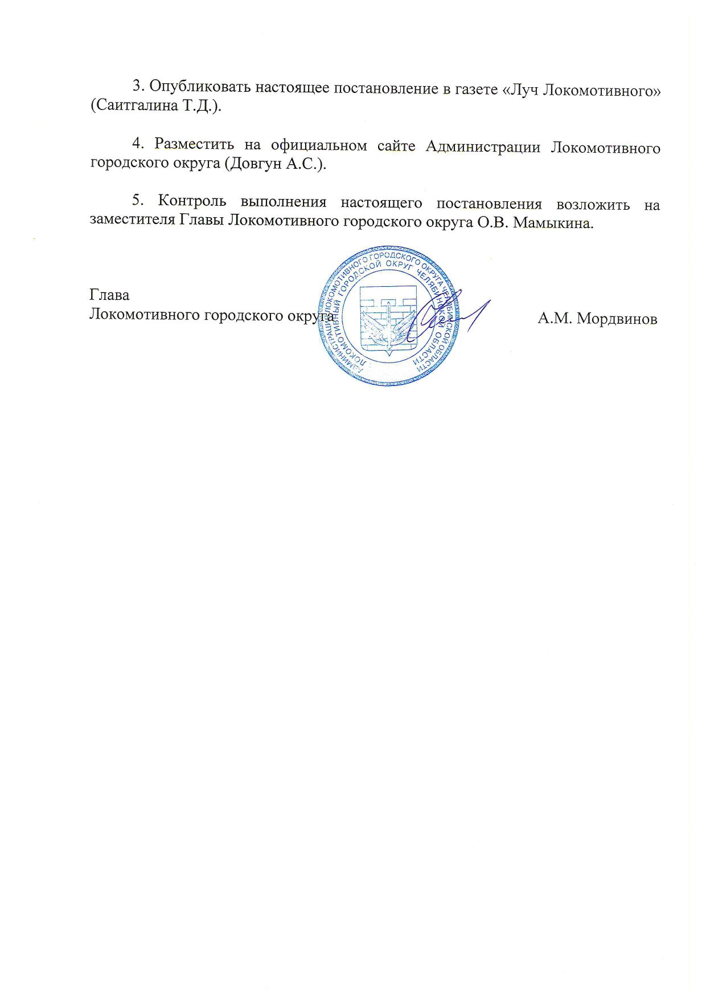 3. Опубликовать настоящее постановление в газете «Луч Локомотивного»
(Саитгалина Т.Д.).
4. Разместить на официальном сайте Администрации Локомотивного
городского округа (Довгун А.С.).
5. Контроль выполнения настоящего постановления возложить на
заместителя Главы Локомотивного городского округа О.В. Мамыкина.
Глава
Локомотивного городского округа
А.М. Мордвинов
АДМИНИСТРАЦИЯ ЛОКОМОТИВНОГО ГОРОДСКОГО ОКРУГА ЧЕЛЯБИНСКОЙ ОБЛАСТИ
ЛОКОМОТИВНЫЙ ГОРОДСКОЙ ОКРУГ ЧЕЛЯБИНСКОЙ ОБЛАСТИ